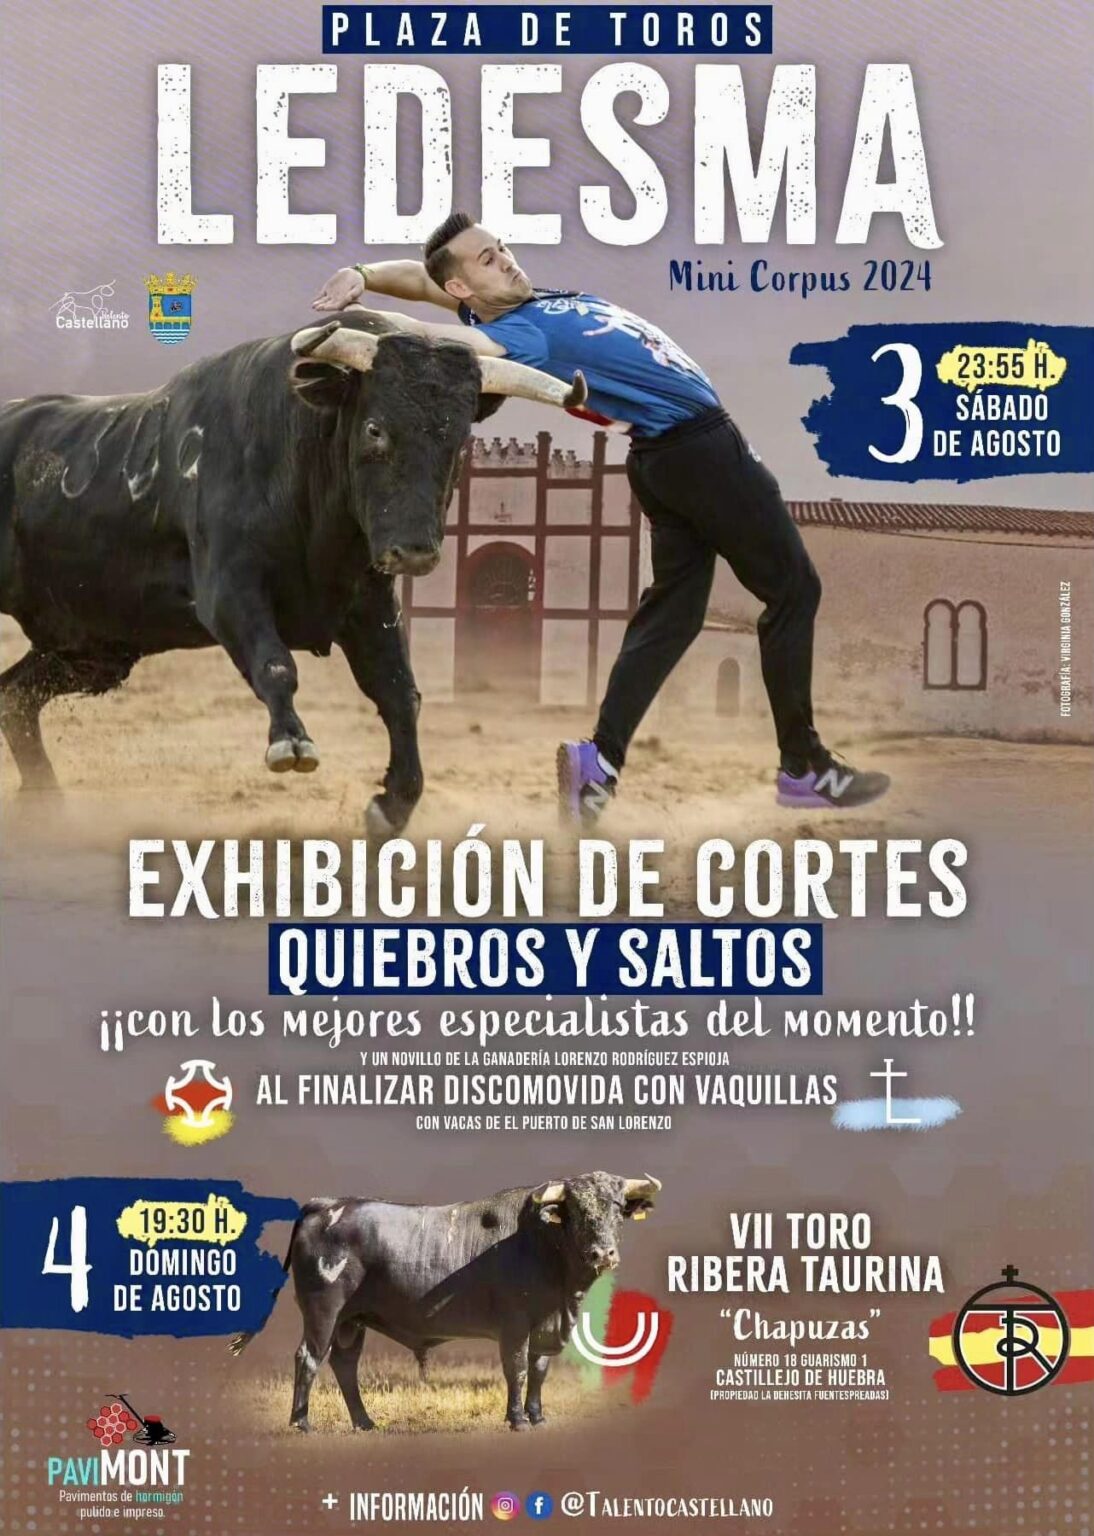 PLAZA DE TOROS
LEDESMA
Mini Corpus 2024
Talento
Castellano
3
23:55 H.
SÁBADO
DE AGOSTO
FOTOGRAFÍA: VIRGINIA GONZÁLEZ
N
N
EXHIBICIÓN DE CORTES
QUIEBROS Y SALTOS
¡¡con los mejores especialistas del momento!!
Y UN NOVILLO DE LA GANADERÍA LORENZO RODRÍGUEZ ESPIOJA
AL FINALIZAR DISCOMOVIDA CON VAQUILLAS
CON VACAS DE EL PUERTO DE SAN LORENZO
4
19:30 H.
DOMINGO
DE AGOSTO
VII TORO
RIBERA TAURINA
"Chapuzas"
NÚMERO 18 GUARISMO 1
CASTILLEJO DE HUEBRA
(PROPIEDAD LA DEHESITA FUENTESPREADAS)
PAVIMONT
Pavimentos de hormigón
pulido e impreso.
+ INFORMACIÓN @TALENTOCASTELLANO